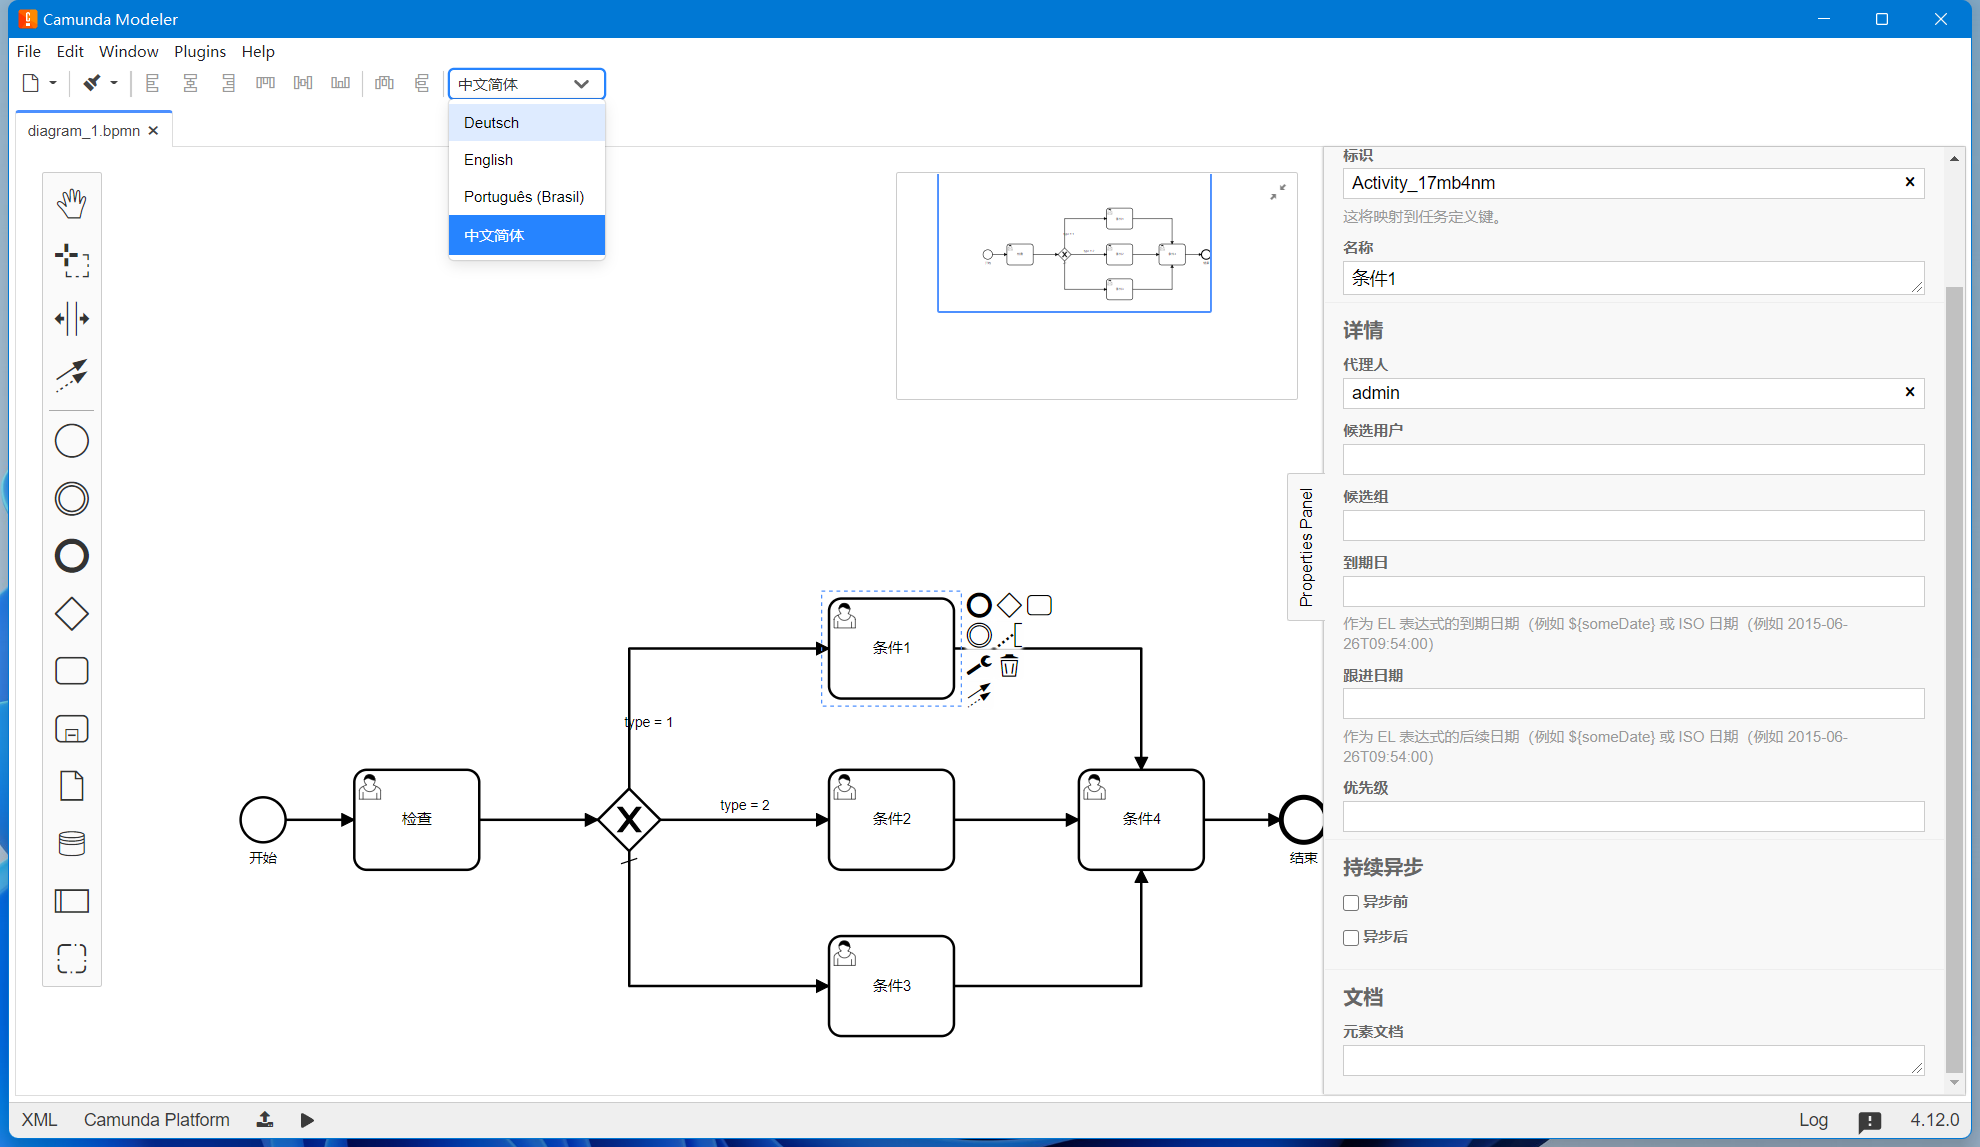 Camunda Modeler
File Edit Window Plugins Help
中文简体
Deutsch
English
Português (Brasil)
中文简体
diagram_1.bpmn
开始
检查
type = 1
type = 2
条件1
条件2
条件3
条件4
结束
Properties Panel
标识
Activity_17mb4nm
这将映射到任务定义键。
名称
条件1
详情
代理人
admin
候选用户
候选组
到期日
作为 EL 表达式的到期日期（例如 ${someDate} 或 ISO 日期（例如 2015-06-
26T09:54:00)
跟进日期
作为 EL 表达式的后续日期（例如 ${someDate} 或 ISO 日期（例如 2015-06-
26T09:54:00)
优先级
持续异步
异步前
异步后
文档
元素文档
XML Camunda Platform
Log 4.12.0